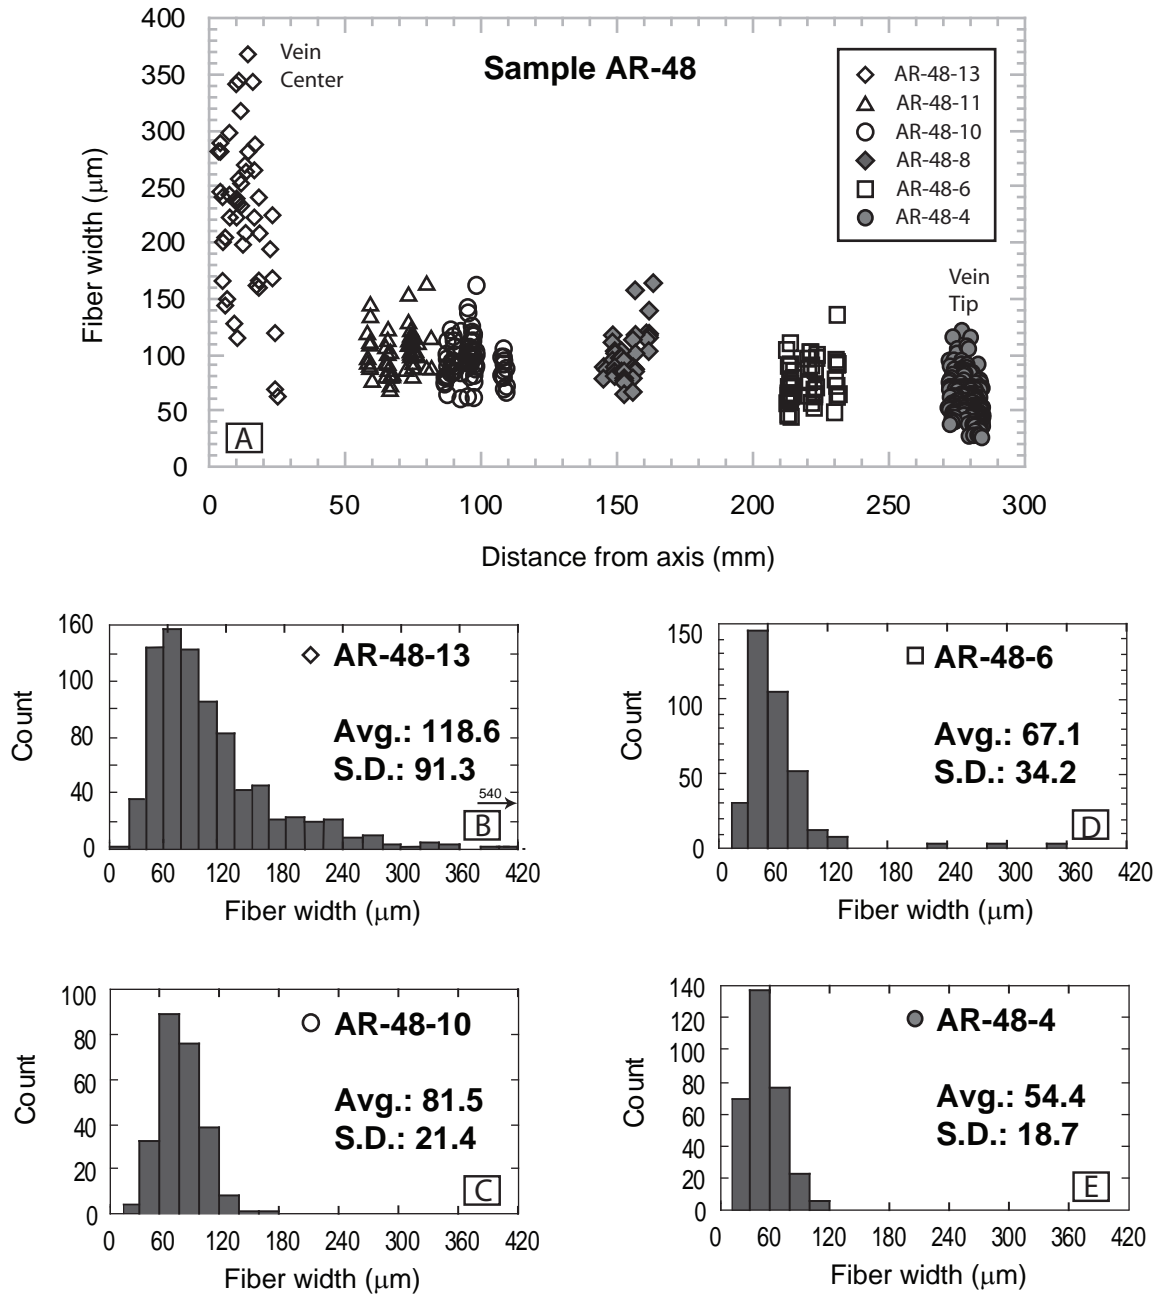 400
350
300
250
200
150
100
50
0
Fiber width (μm)
Vein
Center
Sample AR-48
AR-48-13
AR-48-11
AR-48-10
AR-48-8
AR-48-6
AR-48-4
Vein
Tip
A
0 50 100 150 200 250 300
Distance from axis (mm)
160
100
80
40
0
Count
AR-48-13
Avg.: 118.6
S.D.: 91.3
540
B
0 60 120 180 240 300 360 420
Fiber width (μm)
150
100
50
0
Count
AR-48-6
Avg.: 67.1
S.D.: 34.2
D
0 60 120 180 240 300 360 420
Fiber width (μm)
100
80
60
40
20
0
Count
AR-48-10
Avg.: 81.5
S.D.: 21.4
C
0 60 120 180 240 300 360 420
Fiber width (μm)
140
120
100
80
60
40
20
0
Count
AR-48-4
Avg.: 54.4
S.D.: 18.7
E
0 60 120 180 240 300 360 420
Fiber width (μm)